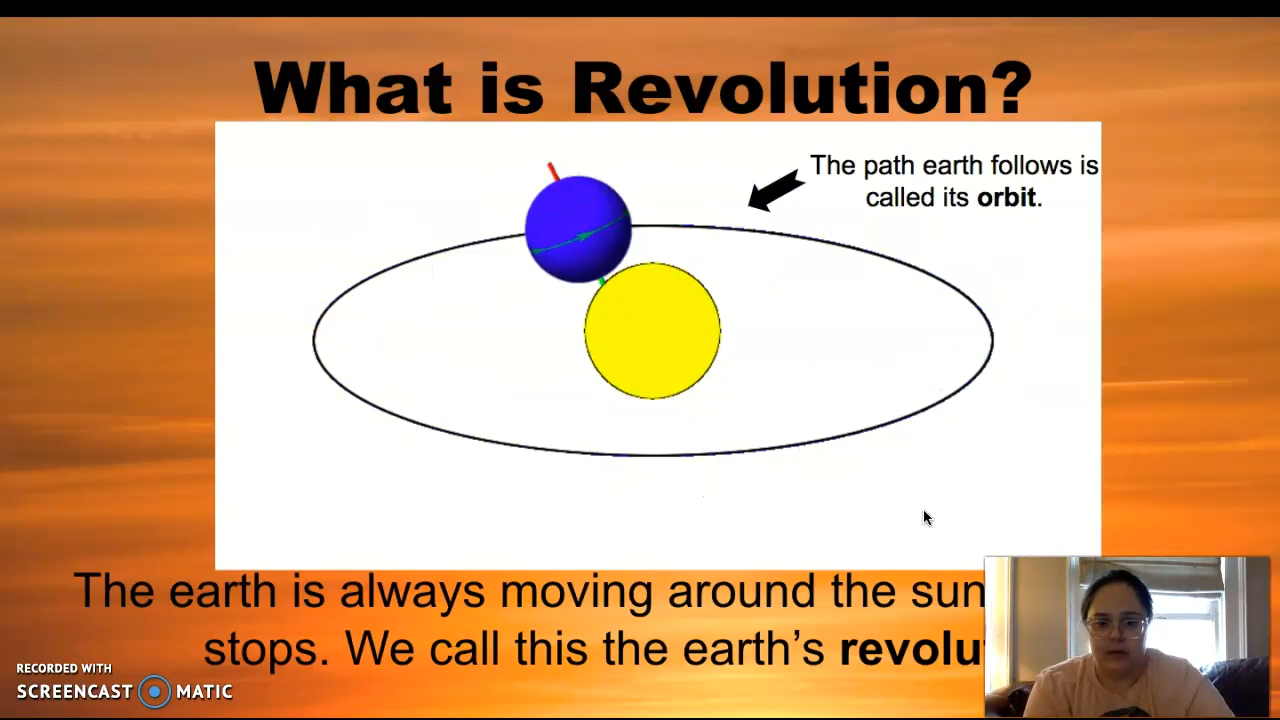 What is Revolution?
The path earth follows is
called its orbit.
The earth is always moving around the sun
stops. We call this the earth's
RECORDED WITH
SCREENCAST MATIC